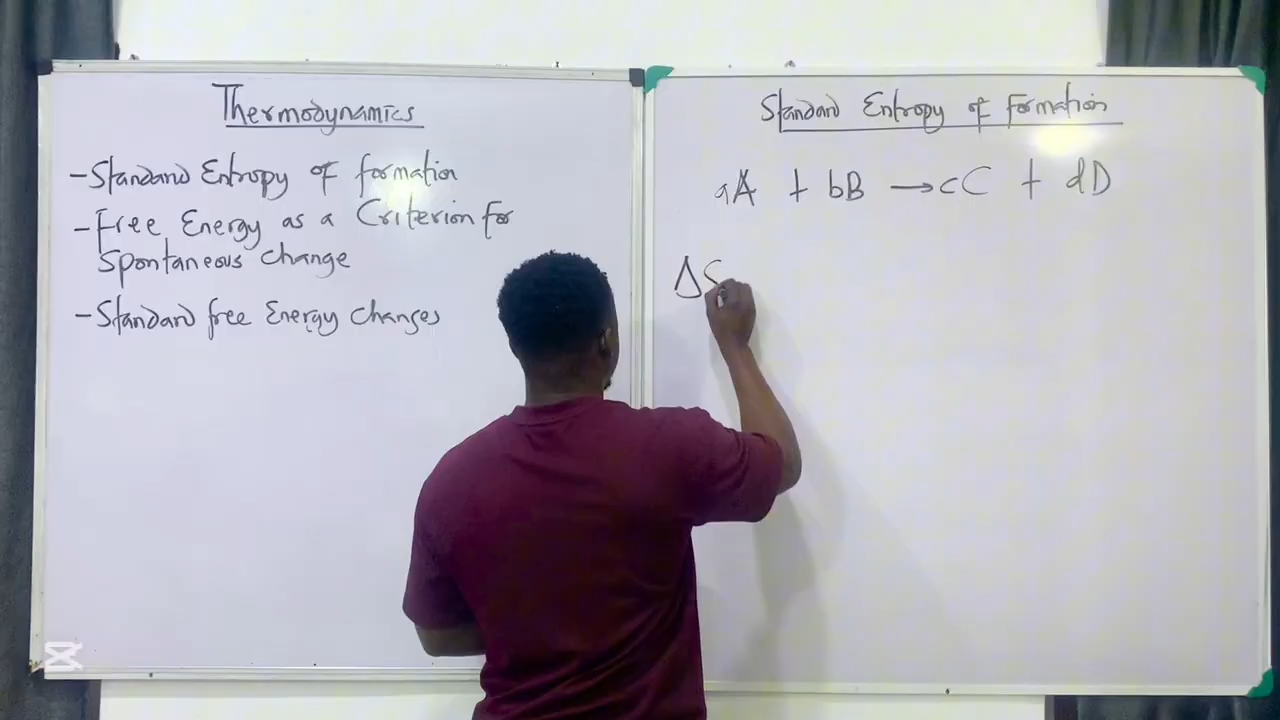 Thermodynamics
- Standard Entropy of formation
- Free Energy as a Criterion for
Spontaneous change
- Standard free Energy changes
Standard Entropy of formation
aA + bB → cC + dD
ΔS